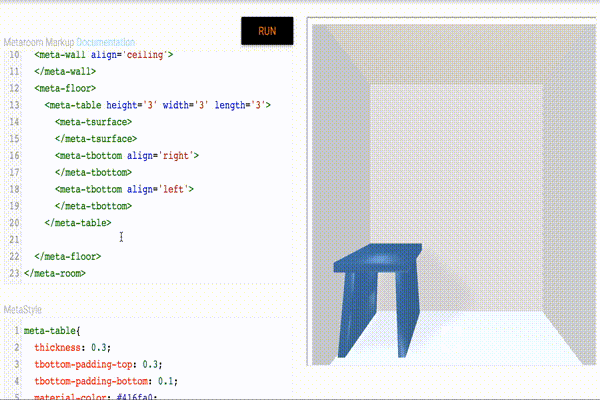 RUN
Metaroom Markup Documentation
10 <meta-wall align='ceiling'>
11 </meta-wall>
12 <meta-floor>
13 <meta-table height='3' width='3' length='3'>
14 <meta-tsurface>
15 </meta-tsurface>
16 <meta-tbottom align='right'>
17 </meta-tbottom>
18 <meta-tbottom align='left'>
19 </meta-tbottom>
20 </meta-table>
21
22 </meta-floor>
23 </meta-room>
MetaStyle
1 meta-table{
2 thickness: 0.3;
3 tbottom-padding-top: 0.3;
4 tbottom-padding-bottom: 0.1;
5 material-color: #416fa0;